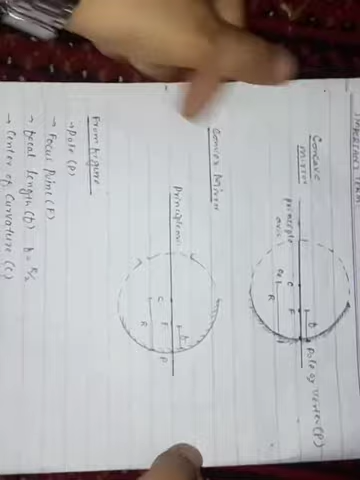 Concave
mirror
principle
axis
C
F
R
Pole or Vertex (P)
Convex Mirror
Principle axis
C
F
P
R
From figure
→ Pole (P)
→ Focus Point (F)
→ Focal length (f) f = R/2
→ Center of Curvature (C)